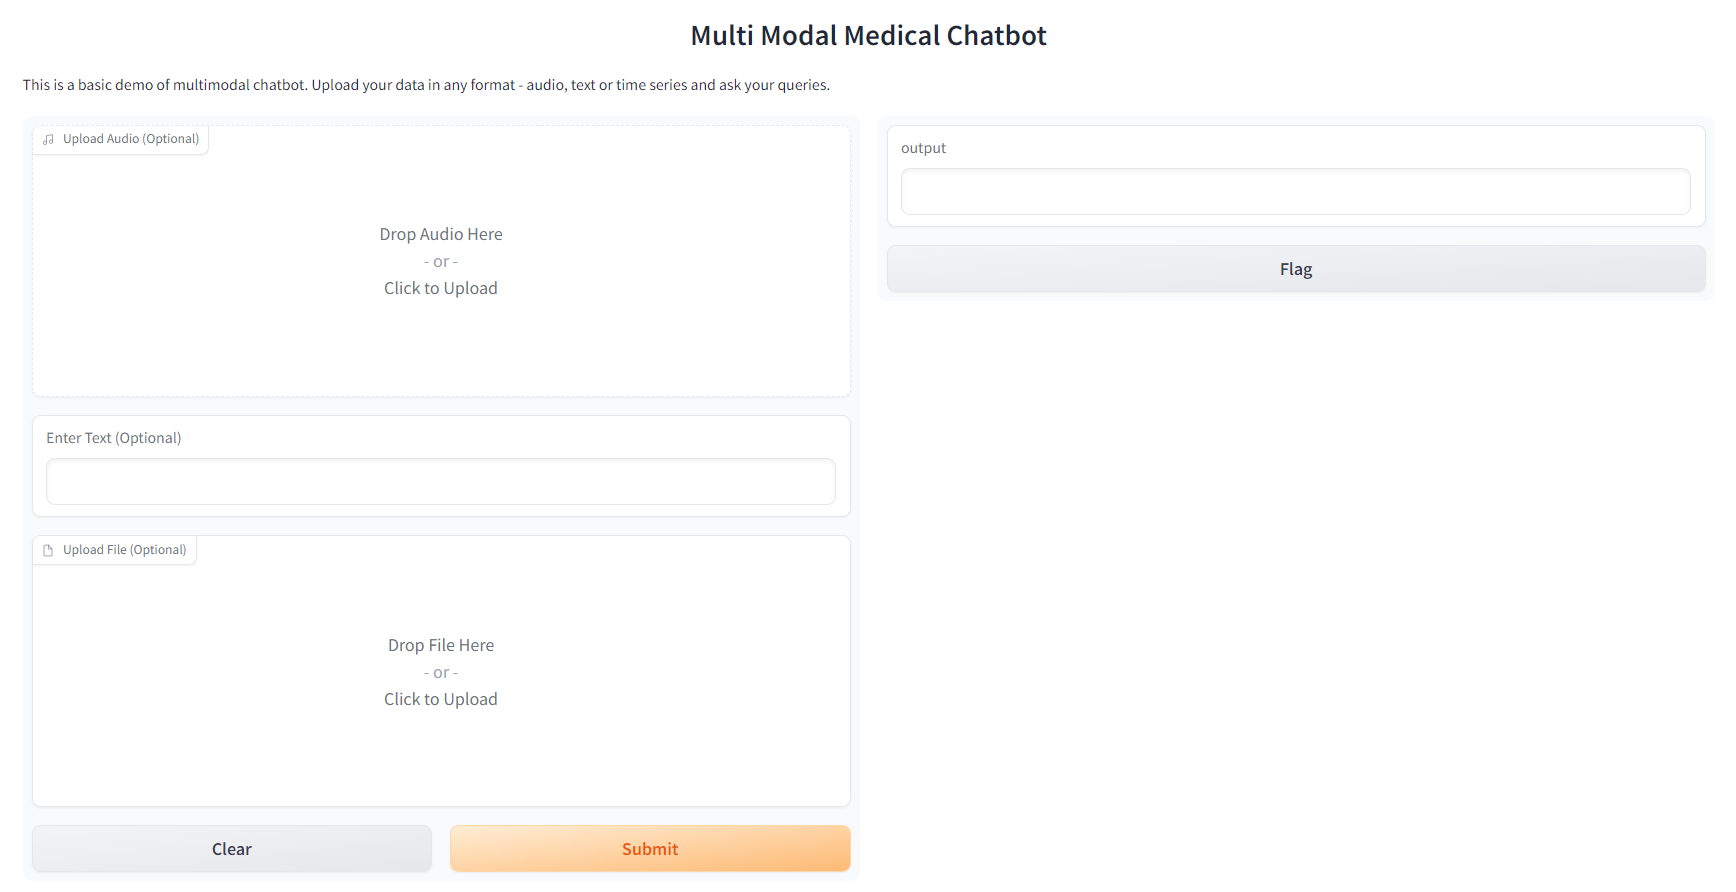 Multi Modal Medical Chatbot
This is a basic demo of multimodal chatbot. Upload your data in any format - audio, text or time series and ask your queries.
Upload Audio (Optional)
Drop Audio Here
- or -
Click to Upload
Enter Text (Optional)
Upload File (Optional)
Drop File Here
- or -
Click to Upload
Clear
Submit
output
Flag